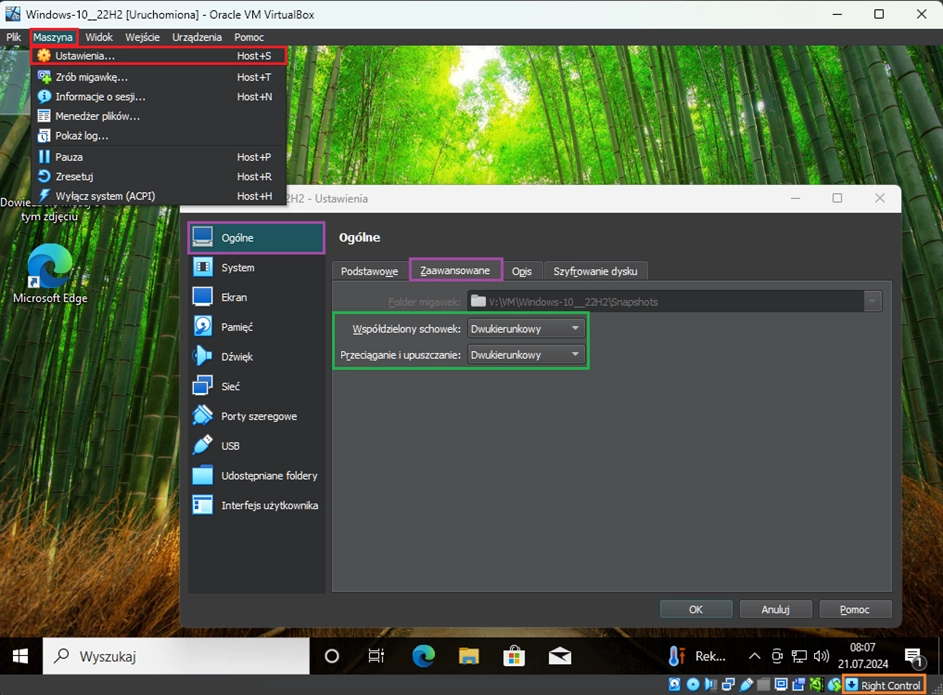 Windows-10__22H2 [Uruchomiona] - Oracle VM VirtualBox
Plik Maszyna Widok Wejście Urządzenia Pomoc
Ustawienia... Host+S
Zrób migawkę... Host+T
Informacje o sesji... Host+N
Menedżer plików...
Pokaż log...
Pauza Host+P
Zresetuj Host+R
Wyłącz system (ACPI) Host+H
tym zdjęciu
Microsoft Edge
2H2 - Ustawienia
Ogólne
System
Ekran
Pamięć
Dźwięk
Sieć
Porty szeregowe
USB
Udostępniane foldery
Interfejs użytkownika
Ogólne
Podstawowe Zaawansowane Opis Szyfrowanie dysku
Folder migawek: V:\VM\Windows-10__22H2\Snapshots
Współdzielony schowek: Dwukierunkowy
Przeciąganie i upuszczanie: Dwukierunkowy
OK Anuluj Pomoc
Wyszukaj
Rek...
08:07
21.07.2024
1
Right Control